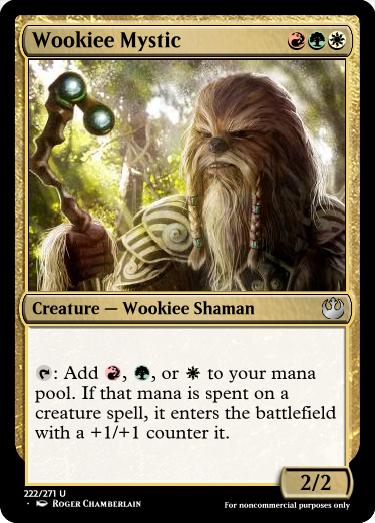 Wookiee Mystic
Creature — Wookiee Shaman
: Add , , or to your mana
pool. If that mana is spent on a
creature spell, it enters the battlefield
with a +1/+1 counter it.
2/2
222/271 U
Roger Chamberlain
For noncommercial purposes only